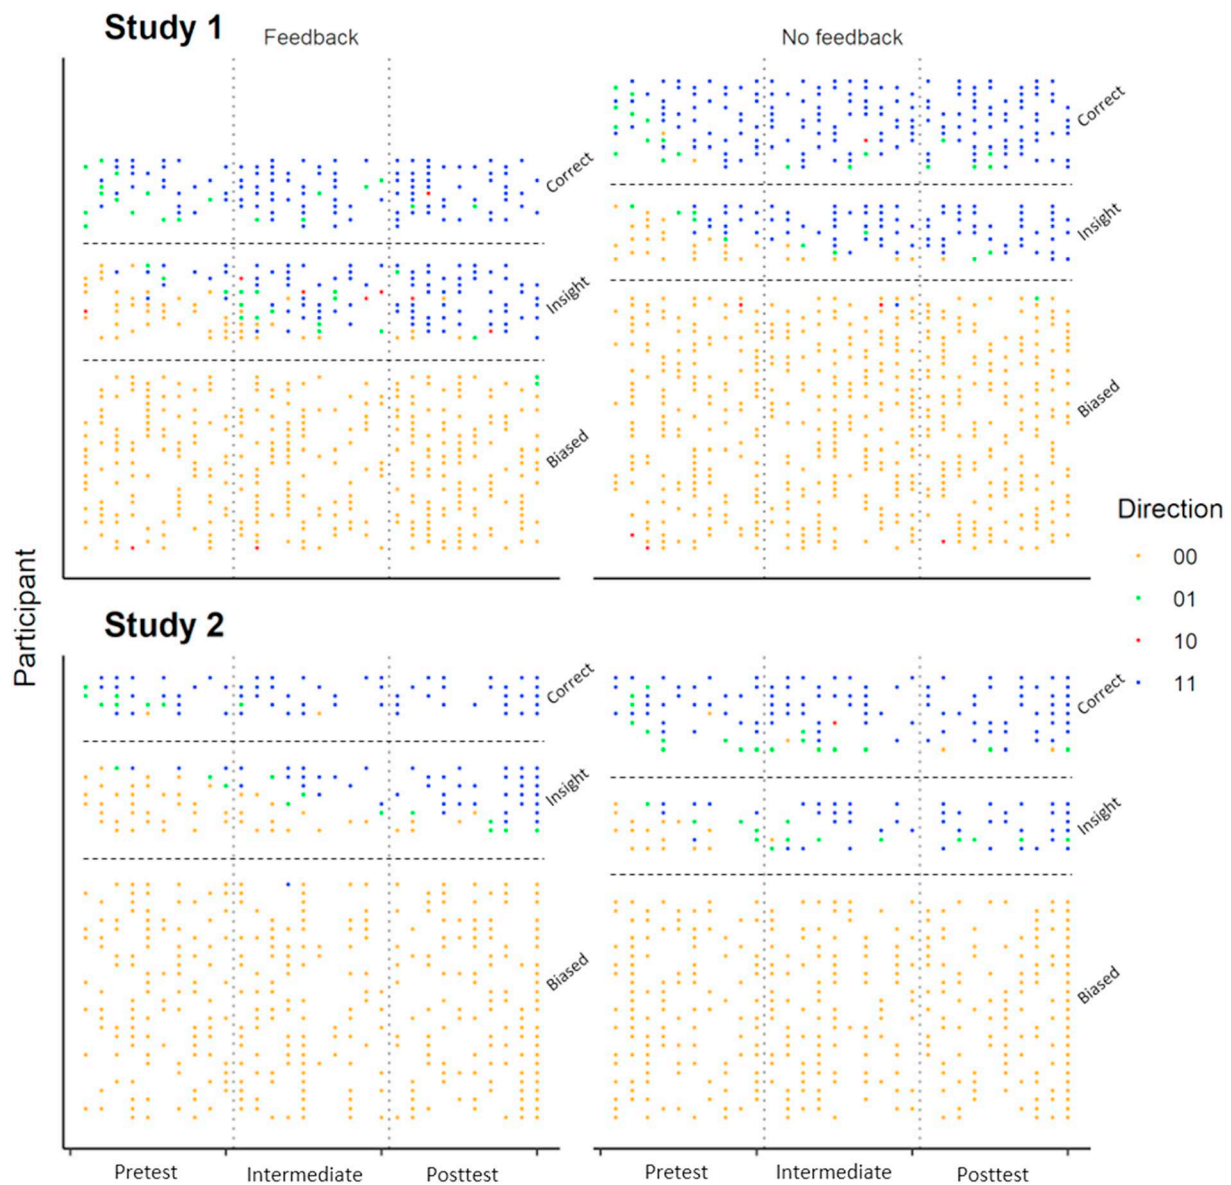 Study 1
Feedback
No feedback
Correct
Insight
Biased
Correct
Insight
Biased
Participant
Direction
00
01
10
11
Study 2
Correct
Insight
Biased
Correct
Insight
Biased
Pretest
Intermediate
Posttest
Pretest
Intermediate
Posttest